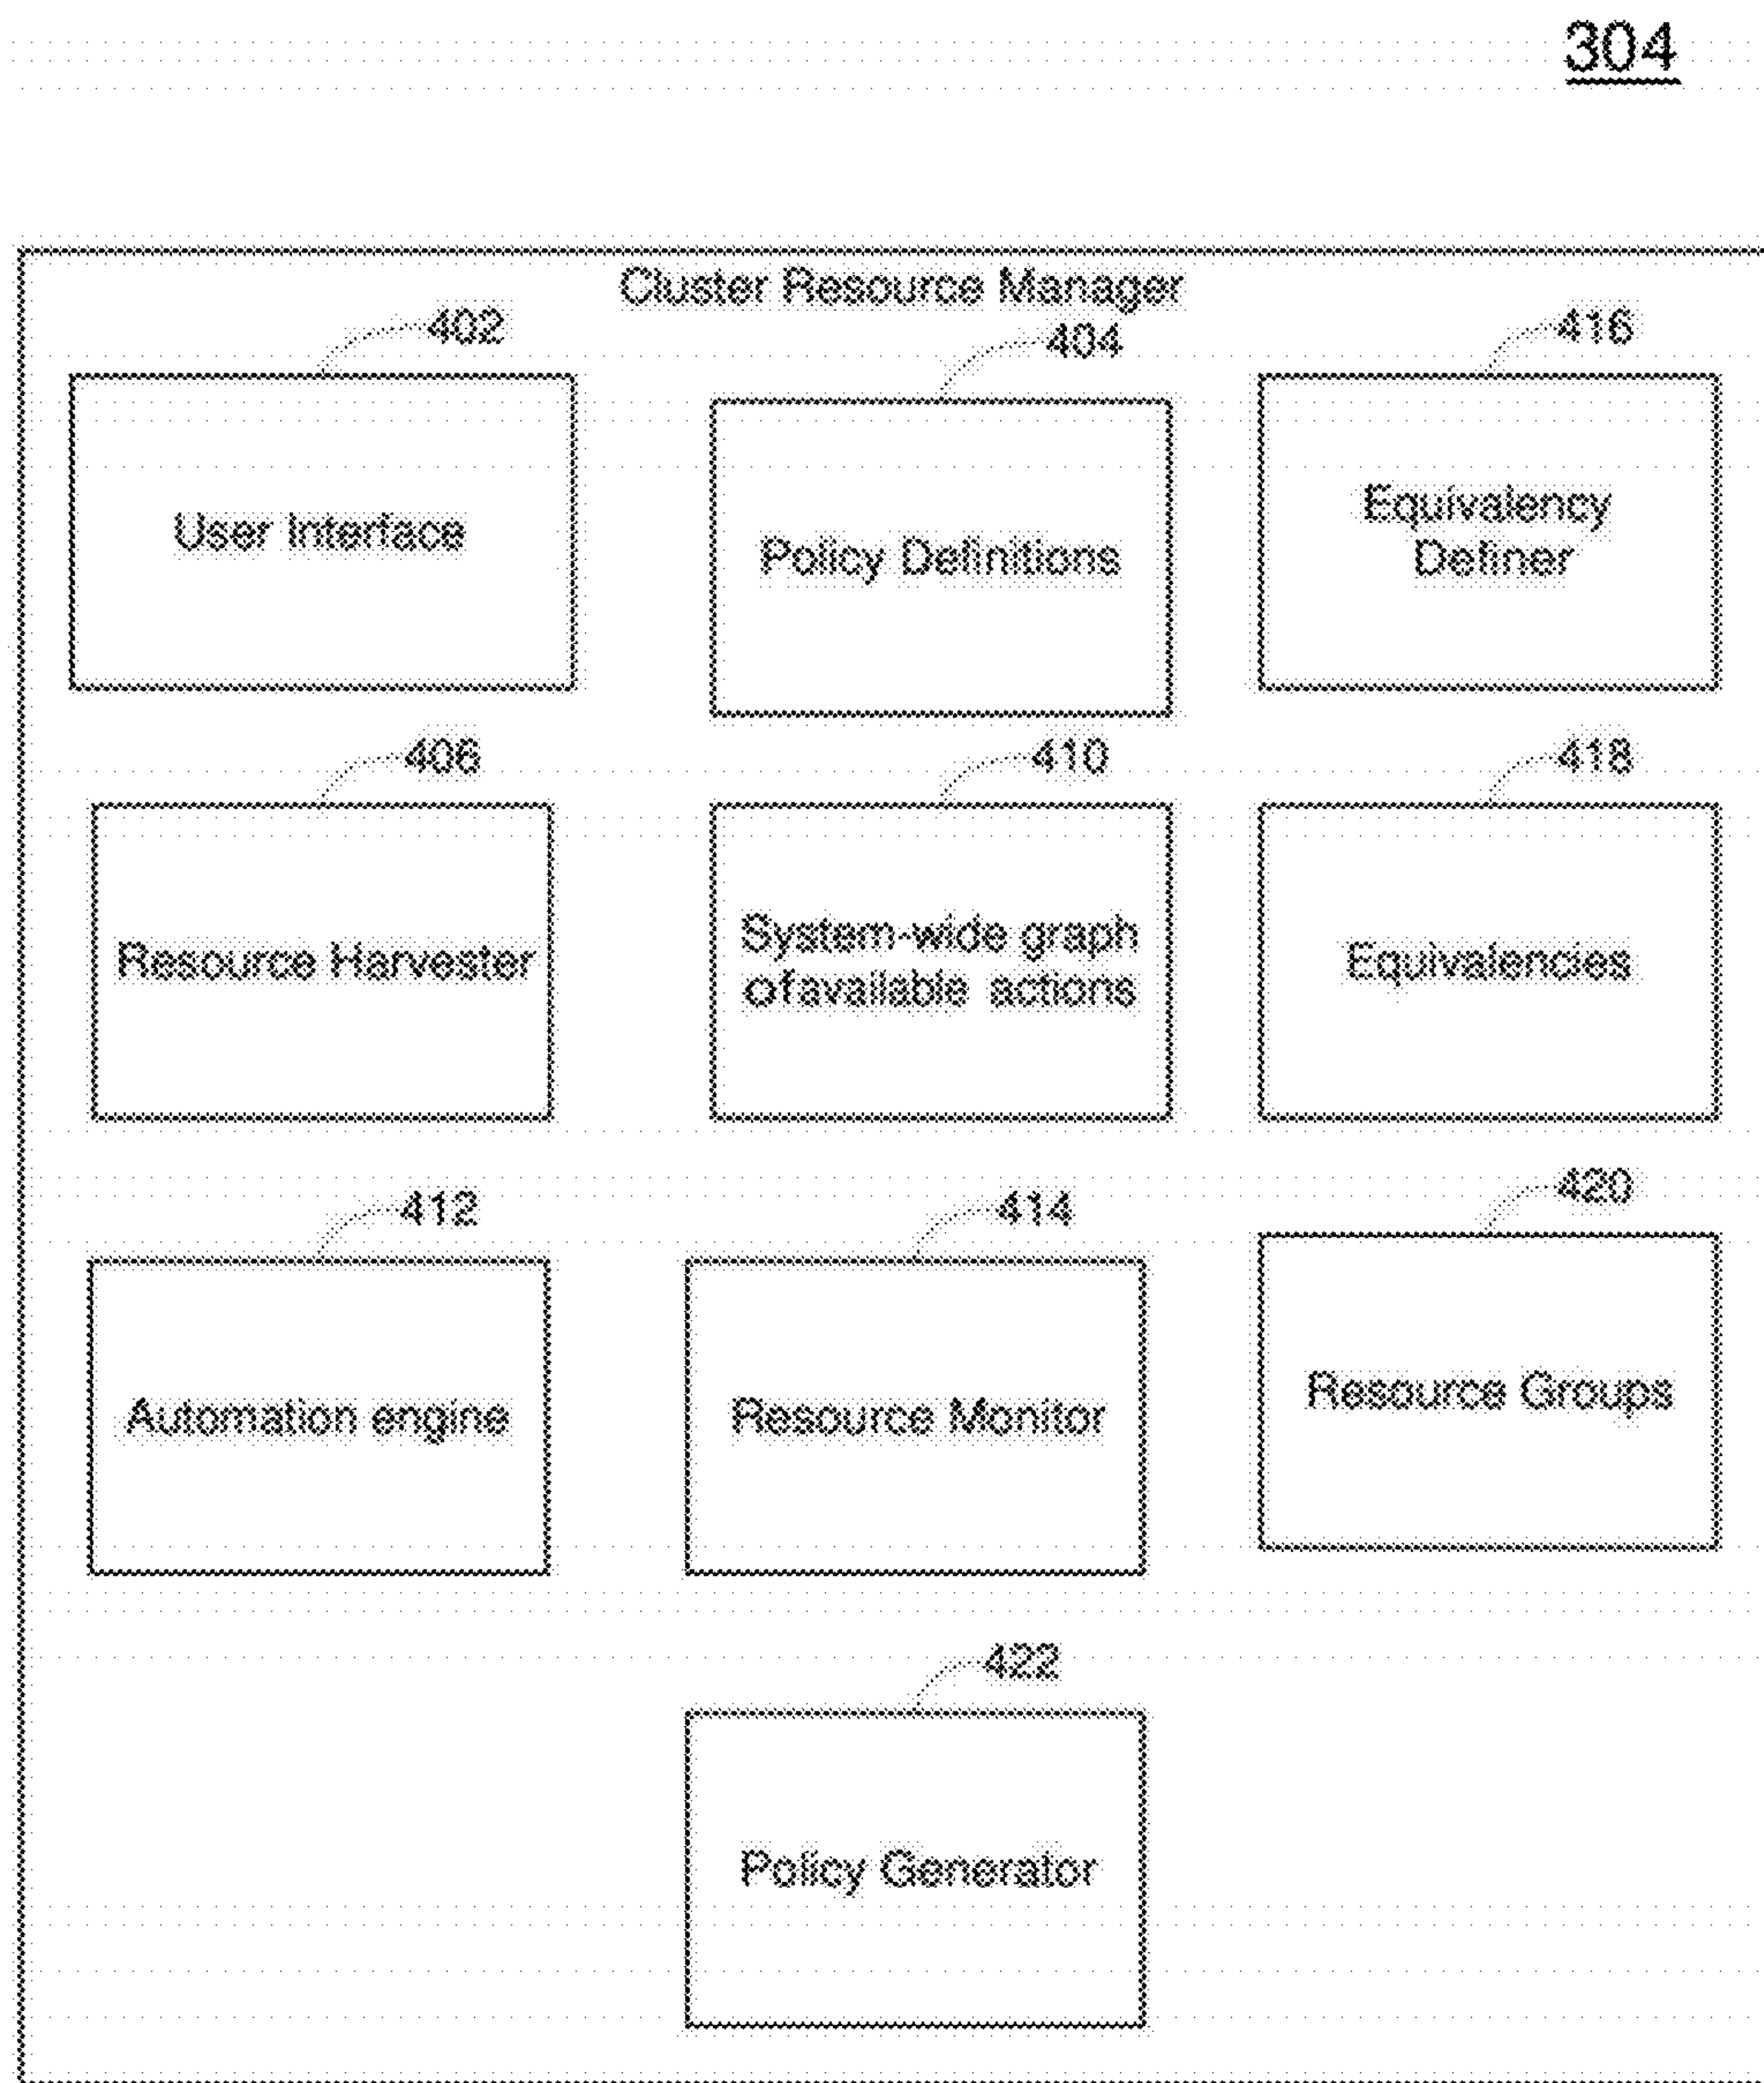 304
Cluster Resource Manager
402
404
416
User Interface
Policy Definitions
Equivalency
Definer
406
410
418
Resource Harvester
System-wide graph
of available actions
Equivalencies
412
414
420
Automation engine
Resource Monitor
Resource Groups
422
Policy Generator